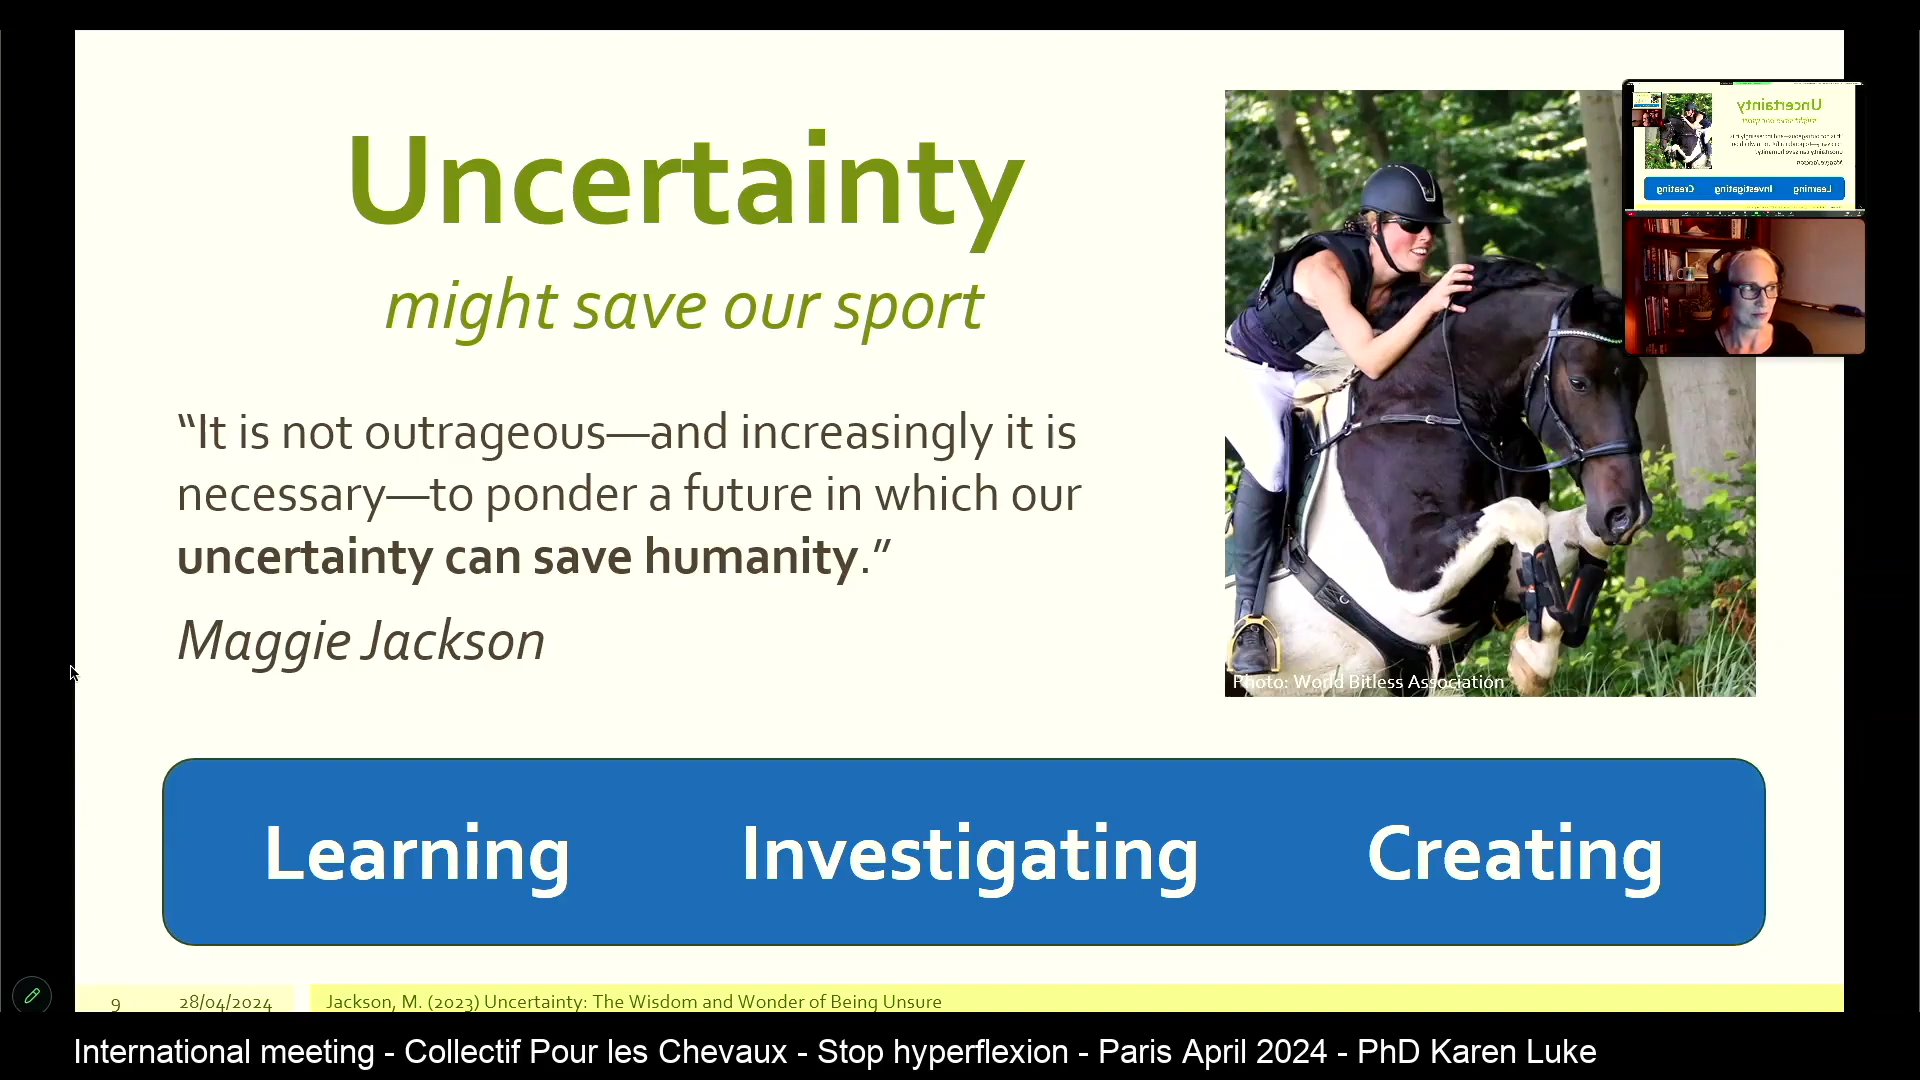 Uncertainty
might save our sport
“It is not outrageous—and increasingly it is
necessary—to ponder a future in which our
uncertainty can save humanity.”
Maggie Jackson
Photo: World Bitless Association
Learning Investigating Creating
9 28/04/2024 Jackson, M. (2023) Uncertainty: The Wisdom and Wonder of Being Unsure
International meeting - Collectif Pour les Chevaux - Stop hyperflexion - Paris April 2024 - PhD Karen Luke